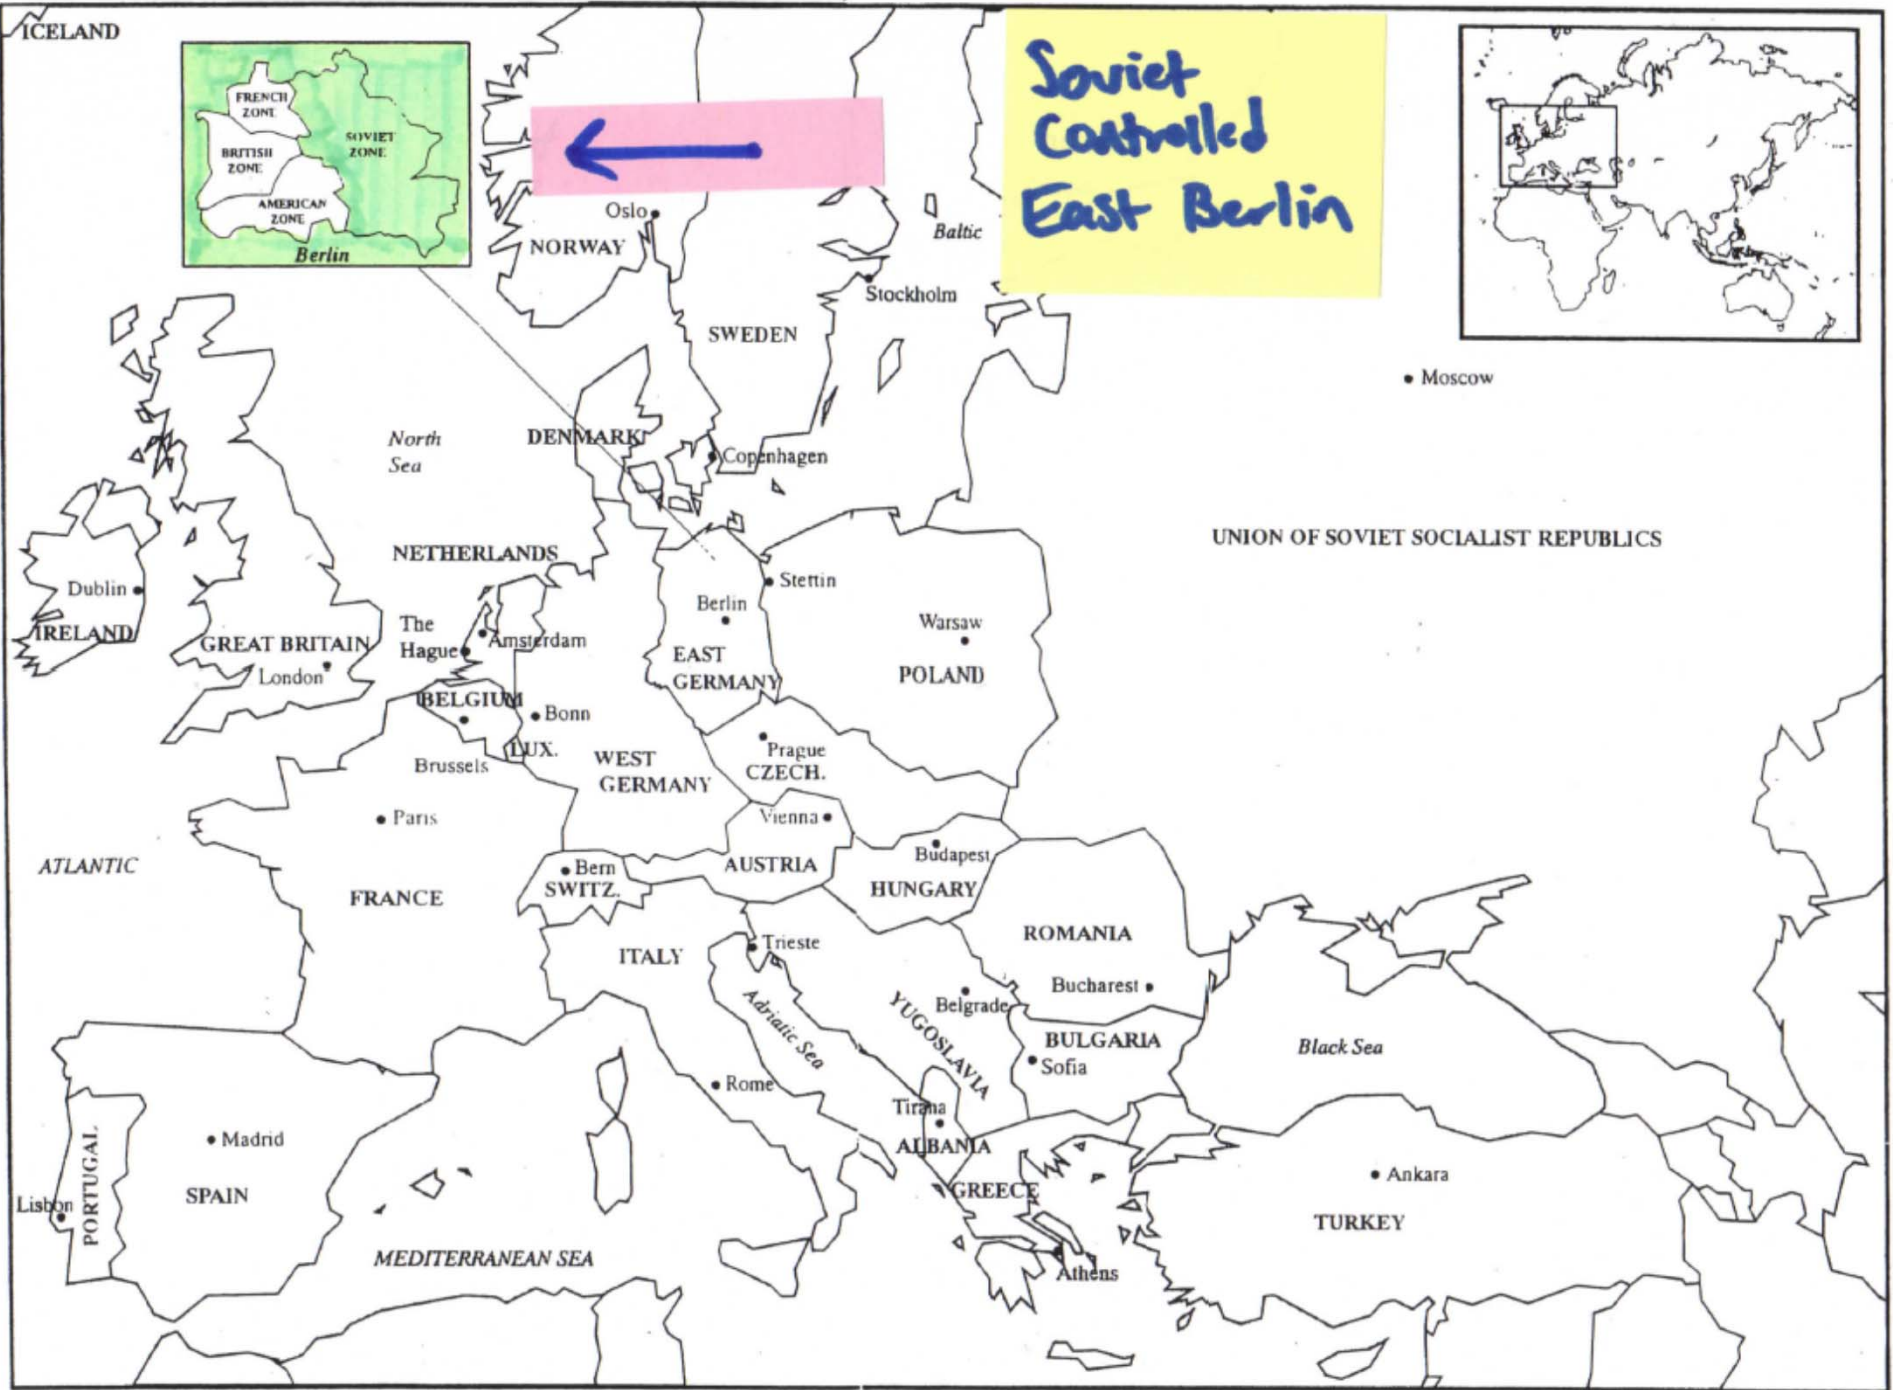 ICELAND
FRENCH
ZONE
BRITISH
ZONE
SOVIET
ZONE
AMERICAN
ZONE
Berlin
Soviet
Controlled
East Berlin
Oslo
NORWAY
Baltic
Stockholm
SWEDEN
Moscow
North
Sea
DENMARK
Copenhagen
UNION OF SOVIET SOCIALIST REPUBLICS
NETHERLANDS
Dublin
IRELAND
GREAT BRITAIN
London
The
Hague
Amsterdam
Berlin
Stettin
Warsaw
EAST
GERMANY
POLAND
BELGIUM
Bonn
LUX.
Brussels
WEST
GERMANY
Prague
CZECH.
Paris
Vienna
ATLANTIC
Bern
SWITZ.
AUSTRIA
Budapest
HUNGARY
FRANCE
ROMANIA
ITALY
Trieste
Bucharest
Adriatic Sea
YUGOSLAVIA
Belgrade
BULGARIA
Sofia
Black Sea
Rome
Tirana
ALBANIA
Madrid
PORTUGAL
SPAIN
Lisbon
GREECE
Ankara
TURKEY
MEDITERRANEAN SEA
Athens